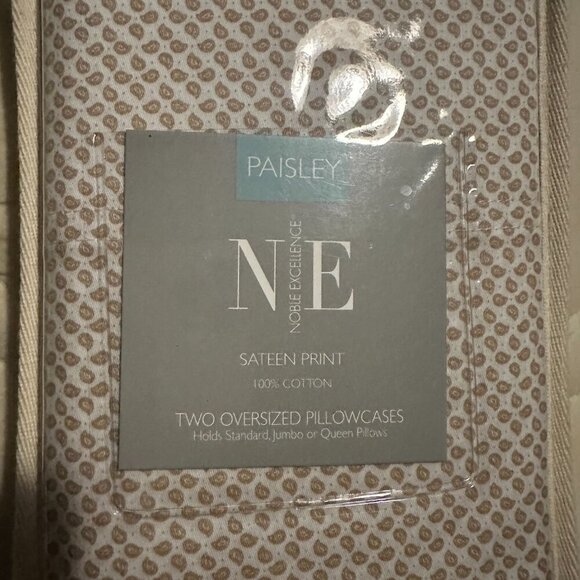 PAISLEY
NE
NOBLE EXCELLENCE
SATEEN PRINT
100% COTTON
TWO OVERSIZED PILLOWCASES
Holds Standard, Jumbo or Queen Pillows